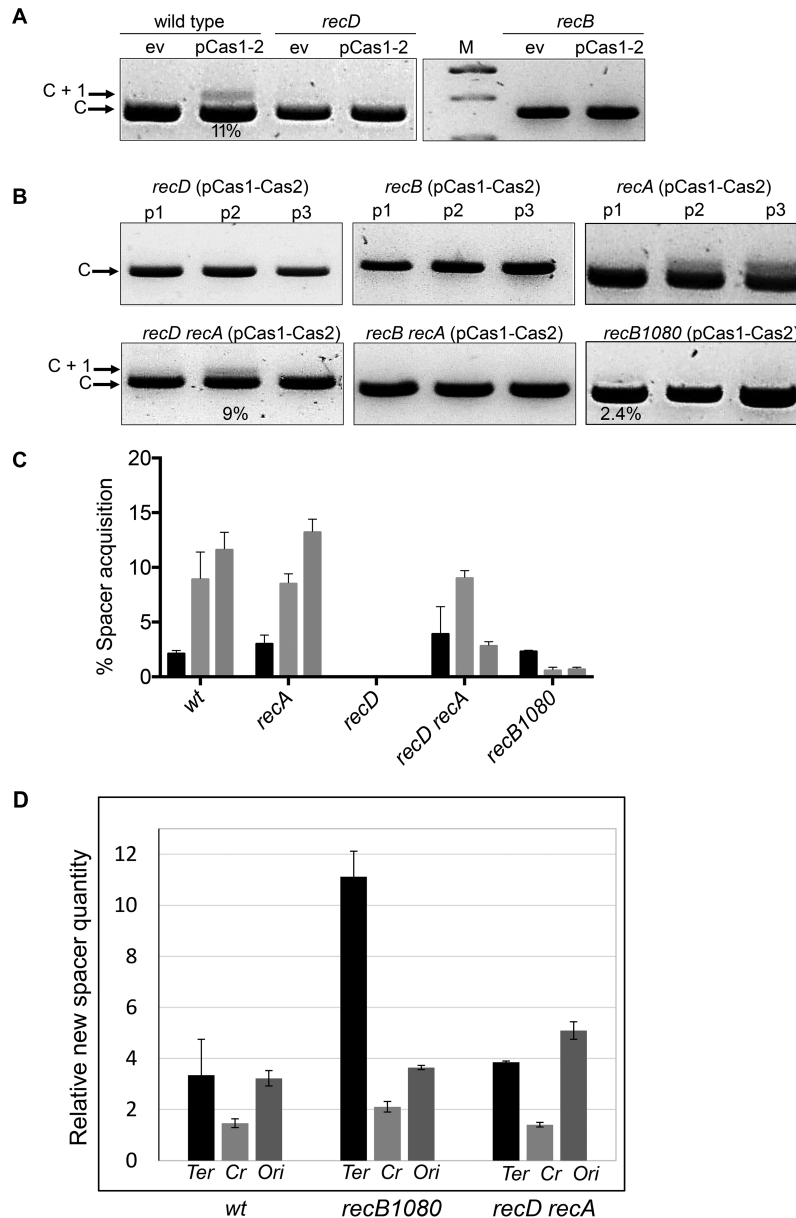 A
wild type recD recB
ev pCas1-2 ev pCas1-2 M ev pCas1-2
C + 1
C
11%
B
recD (pCas1-Cas2) recB (pCas1-Cas2) recA (pCas1-Cas2)
p1 p2 p3 p1 p2 p3 p1 p2 p3
C
recD recA (pCas1-Cas2) recB recA (pCas1-Cas2) recB1080 (pCas1-Cas2)
C + 1
C
9% 2.4%
C
% Spacer acquisition
20
15
10
5
0
wt recA recD recD recA recB1080
D
Relative new spacer quantity
12
10
8
6
4
2
0
Ter Cr Ori Ter Cr Ori Ter Cr Ori
wt recB1080 recD recA